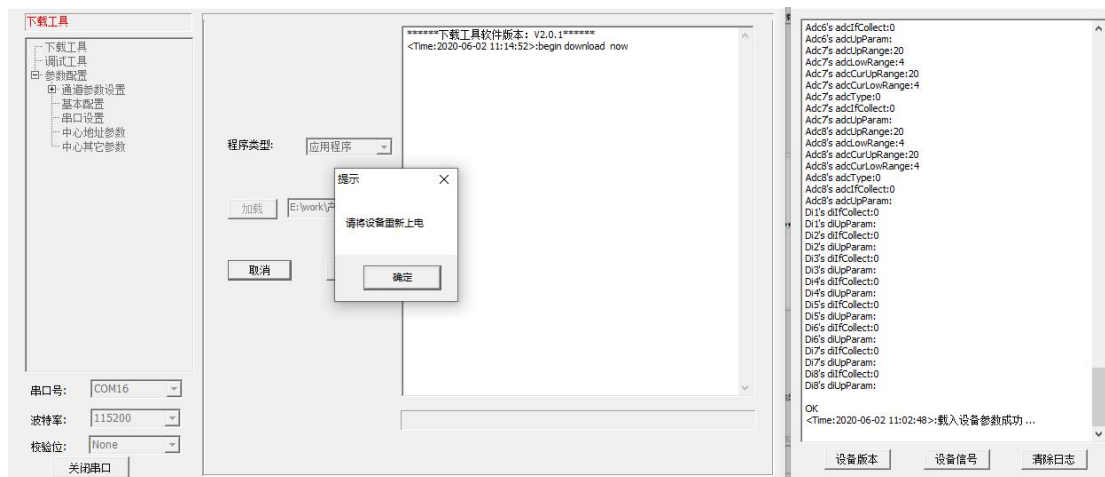 下载工具
下载工具
调试工具
参数配置
通道参数设置
基本配置
串口设置
中心地址参数
中心其它参数
串口号:
COM16
波特率:
115200
校验位:
None
关闭串口
程序类型:
应用程序
加载
E:\work\产
取消
******下载工具软件版本: V2.0.1******
<Time:2020-06-02 11:14:52>:begin download now
提示
请将设备重新上电
确定
Adc6's adcIfCollect:0
Adc6's adcUpParam:
Adc7's adcUpRange:20
Adc7's adcLowRange:4
Adc7's adcCurUpRange:20
Adc7's adcCurLowRange:4
Adc7's adcType:0
Adc7's adcIfCollect:0
Adc7's adcUpParam:
Adc8's adcUpRange:20
Adc8's adcLowRange:4
Adc8's adcCurUpRange:20
Adc8's adcCurLowRange:4
Adc8's adcType:0
Adc8's adcIfCollect:0
Adc8's adcUpParam:
Di1's diIfCollect:0
Di1's diUpParam:
Di2's diIfCollect:0
Di2's diUpParam:
Di3's diIfCollect:0
Di3's diUpParam:
Di4's diIfCollect:0
Di4's diUpParam:
Di5's diIfCollect:0
Di5's diUpParam:
Di6's diIfCollect:0
Di6's diUpParam:
Di7's diIfCollect:0
Di7's diUpParam:
Di8's diIfCollect:0
Di8's diUpParam:
OK
<Time:2020-06-02 11:02:48>:载入设备参数成功 ...
设备版本
设备信号
清除日志